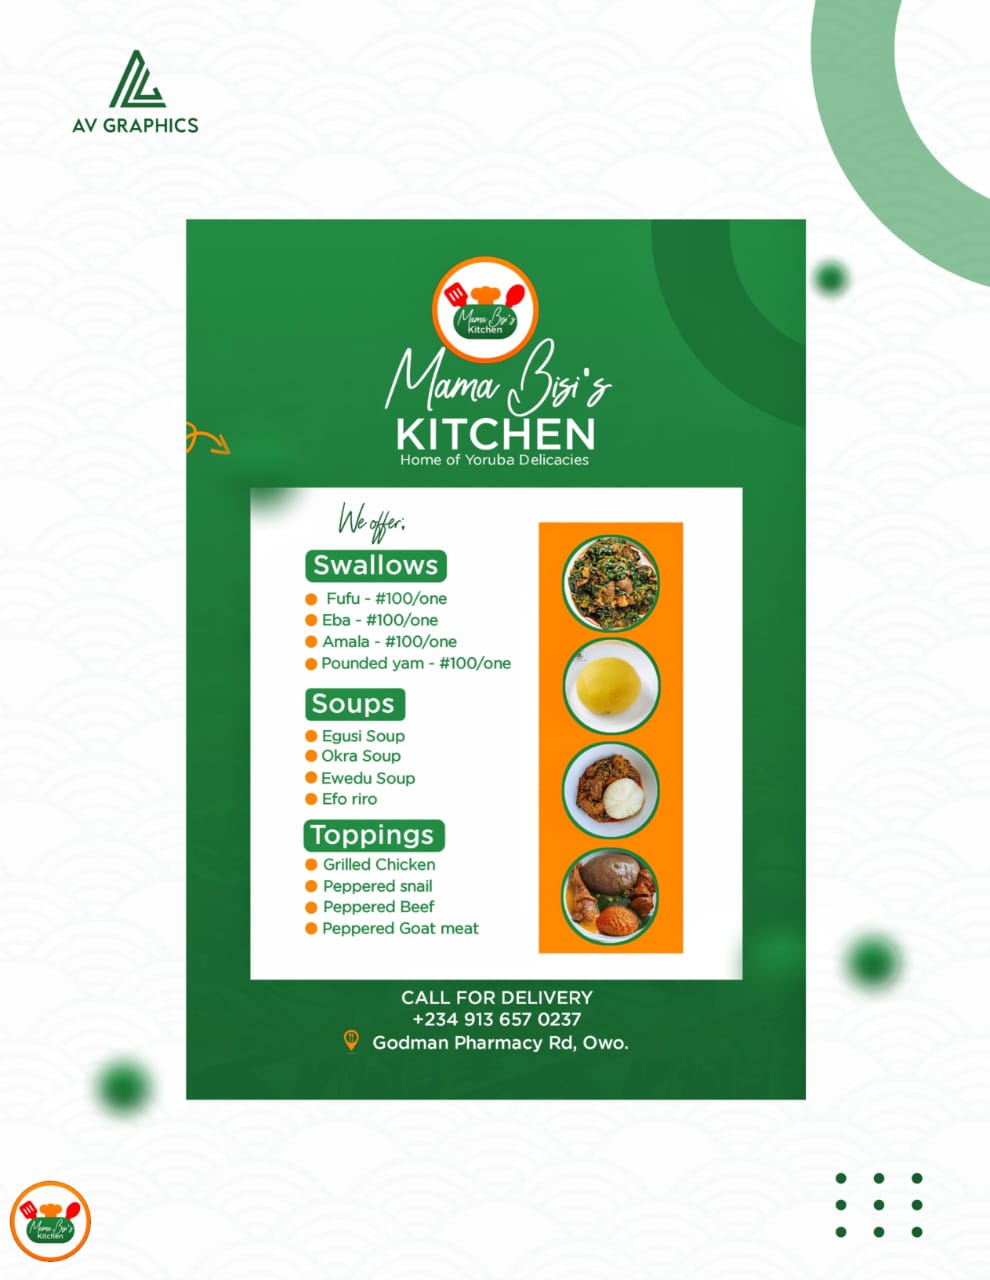 AV GRAPHICS
Mama Bisi's
Kitchen
Mama Bisi's
KITCHEN
Home of Yoruba Delicacies
We offer;
Swallows
Fufu - #100/one
Eba - #100/one
Amala - #100/one
Pounded yam - #100/one
Soups
Egusi Soup
Okra Soup
Ewedu Soup
Efo riro
Toppings
Grilled Chicken
Peppered snail
Peppered Beef
Peppered Goat meat
CALL FOR DELIVERY
+234 913 657 0237
Godman Pharmacy Rd, Owo.
Mama Bisi's
Kitchen